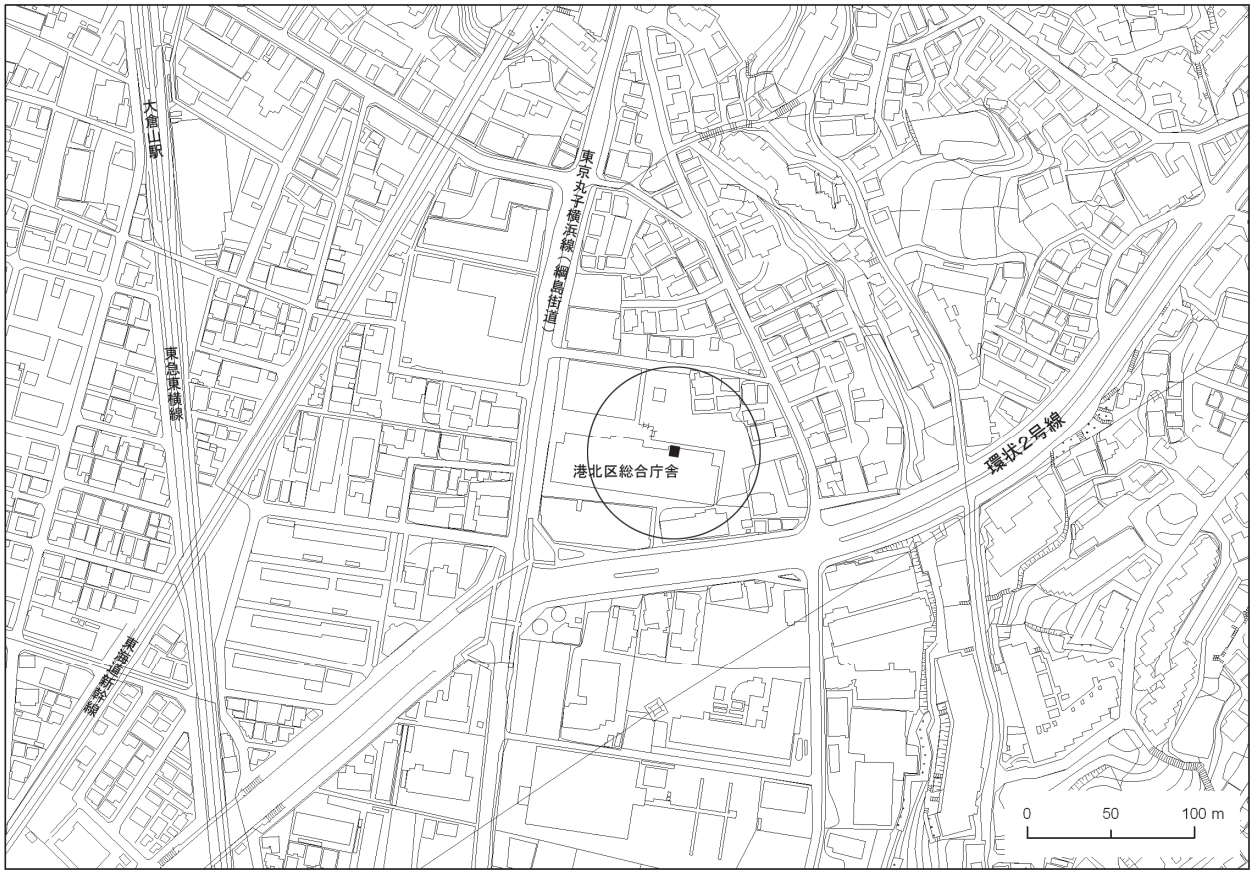 大倉山駅
東京丸子横浜線(綱島街道)
東急東横線
環状2号線
港北区総合庁舎
東海道新幹線
0 50 100 m